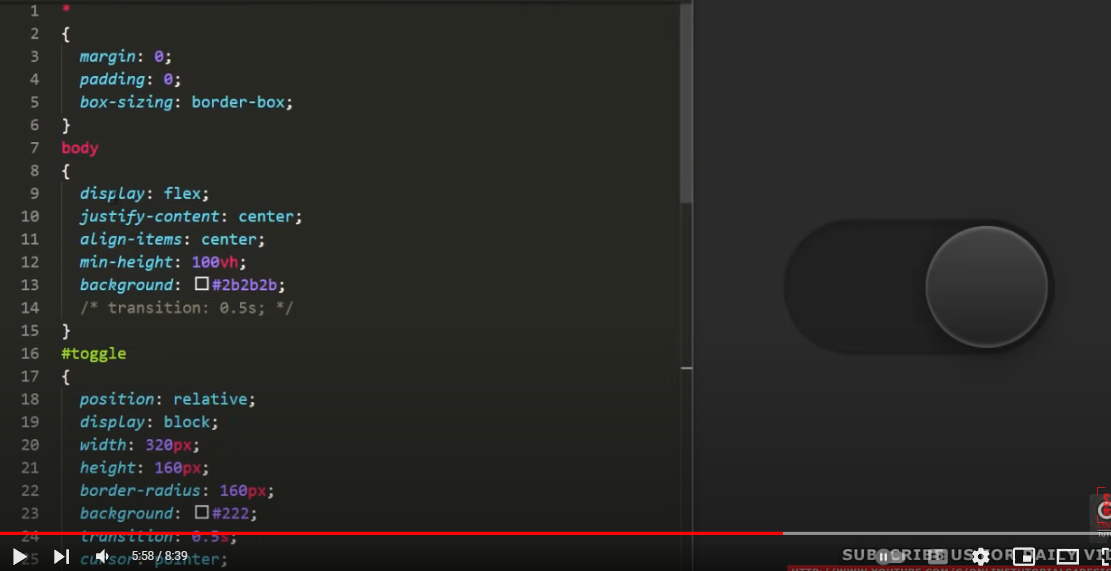 1 *
2 {
3 margin: 0;
4 padding: 0;
5 box-sizing: border-box;
6 }
7 body
8 {
9 display: flex;
10 justify-content: center;
11 align-items: center;
12 min-height: 100vh;
13 background: #2b2b2b;
14 /* transition: 0.5s; */
15 }
16 #toggle
17 {
18 position: relative;
19 display: block;
20 width: 320px;
21 height: 160px;
22 border-radius: 160px;
23 background: #222;
24 transition: 0.5s;
25 cursor: pointer;
5:58 / 8:39
SUBSCRIBE US FOR DAILY VID